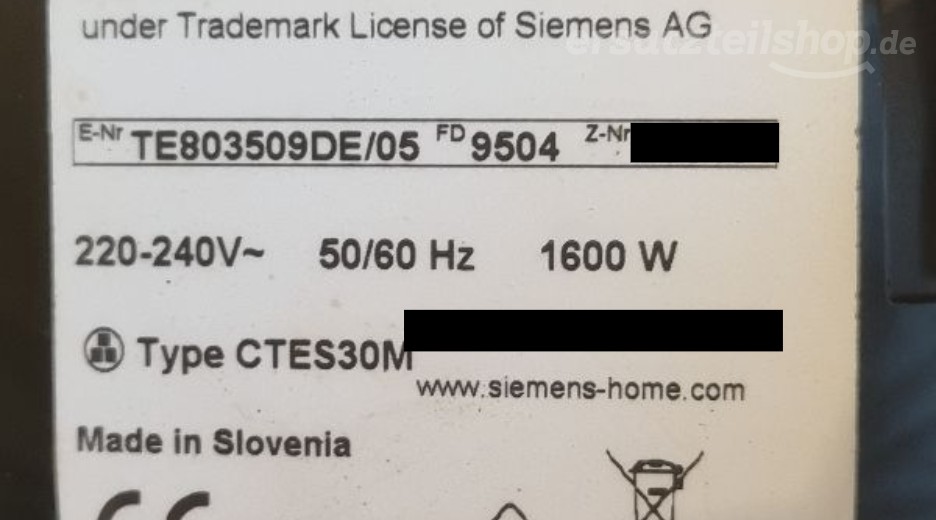 under Trademark License of Siemens AG
ersatzteilshop.de
E-Nr TE803509DE/05 FD 9504 Z-Nr
220-240V~ 50/60 Hz 1600 W
Type CTES30M
www.siemens-home.com
Made in Slovenia
CE